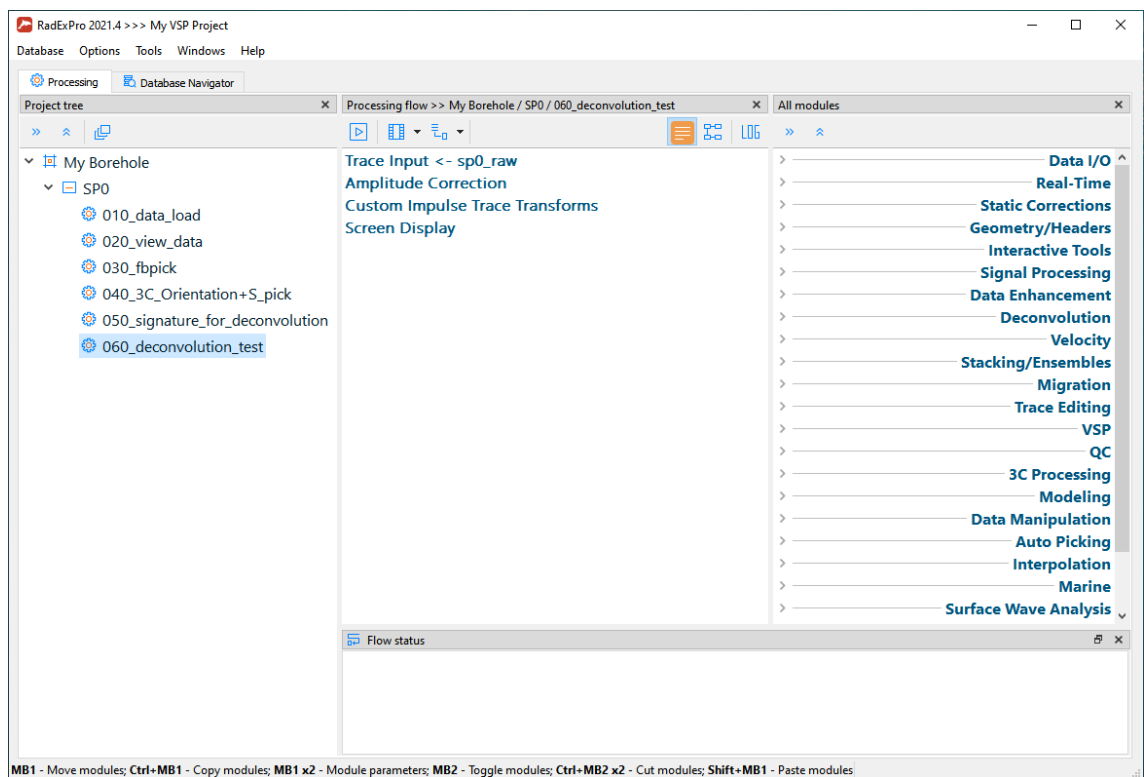 RadExPro 2021.4 >>> My VSP Project
Database Options Tools Windows Help
Processing Database Navigator
Project tree
My Borehole
SP0
010_data_load
020_view_data
030_fbpick
040_3C_Orientation+S_pick
050_signature_for_deconvolution
060_deconvolution_test
Processing flow >> My Borehole / SP0 / 060_deconvolution_test
LOG
Trace Input <- sp0_raw
Amplitude Correction
Custom Impulse Trace Transforms
Screen Display
All modules
Data I/O
Real-Time
Static Corrections
Geometry/Headers
Interactive Tools
Signal Processing
Data Enhancement
Deconvolution
Velocity
Stacking/Ensembles
Migration
Trace Editing
VSP
QC
3C Processing
Modeling
Data Manipulation
Auto Picking
Interpolation
Marine
Surface Wave Analysis
Flow status
MB1 - Move modules; Ctrl+MB1 - Copy modules; MB1 x2 - Module parameters; MB2 - Toggle modules; Ctrl+MB2 x2 - Cut modules; Shift+MB1 - Paste modules